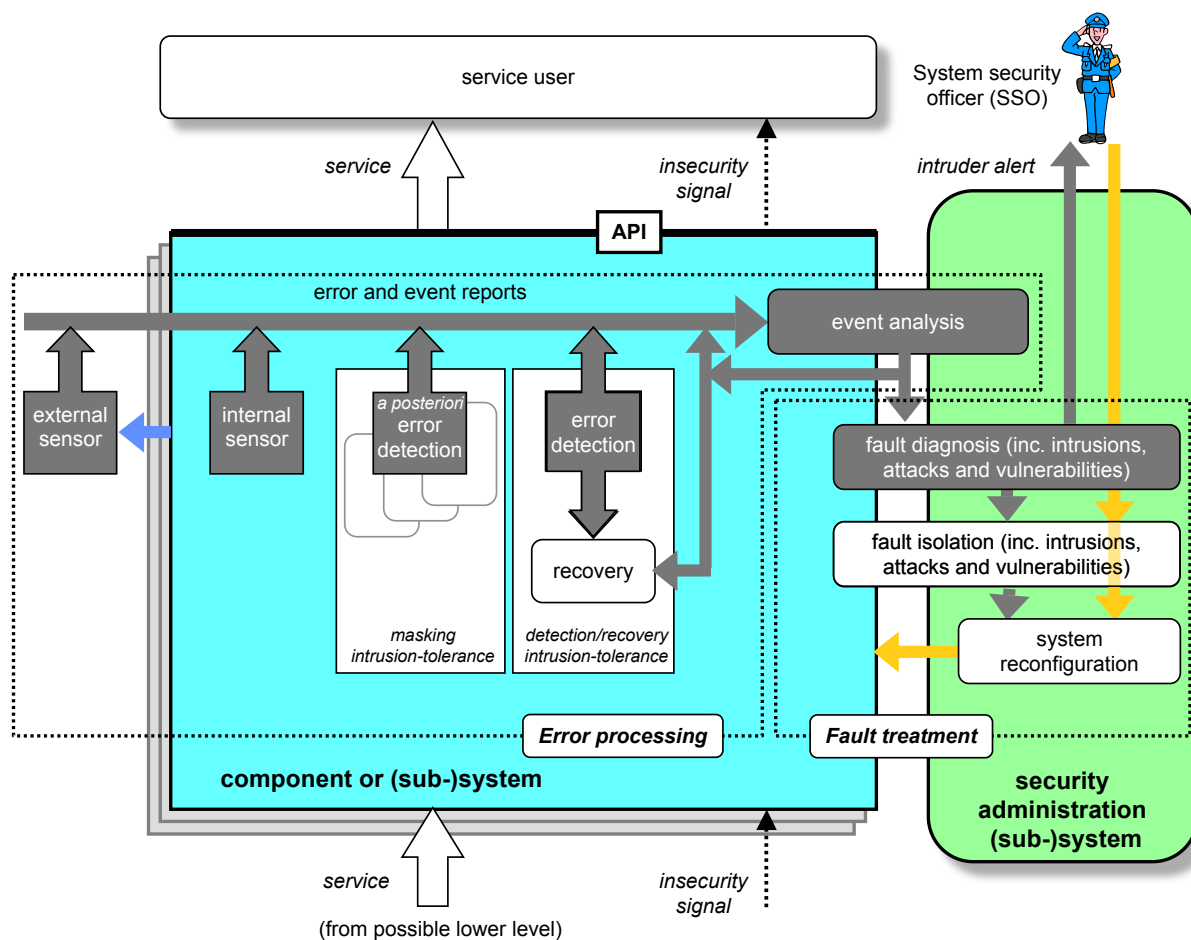 service user
System security
officer (SSO)
service
insecurity
signal
intruder alert
API
error and event reports
event analysis
external
sensor
internal
sensor
a posteriori
error
detection
error
detection
fault diagnosis (inc. intrusions,
attacks and vulnerabilities)
fault isolation (inc. intrusions,
attacks and vulnerabilities)
recovery
masking
intrusion-tolerance
detection/recovery
intrusion-tolerance
system
reconfiguration
Error processing
Fault treatment
component or (sub-)system
security
administration
(sub-)system
service
(from possible lower level)
insecurity
signal